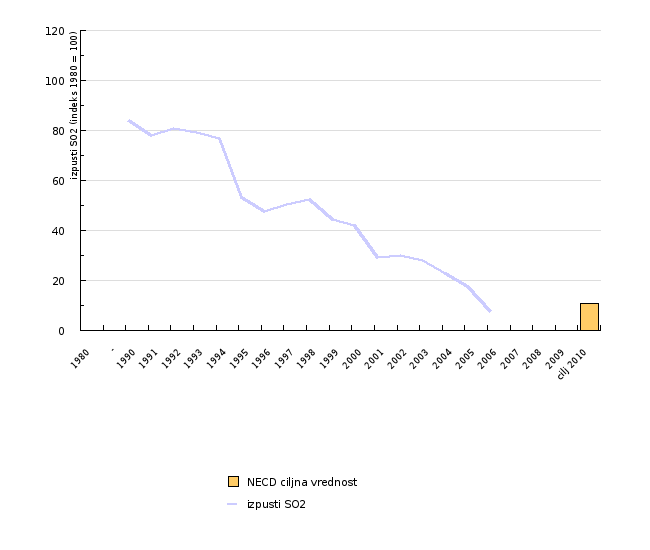 izpusti SO2 (indeks 1980 = 100)
120
100
80
60
40
20
0
1980 . 1990 1991 1992 1993 1994 1995 1996 1997 1998 1999 2000 2001 2002 2003 2004 2005 2006 2007 2008 2009 cilj 2010
NECD ciljna vrednost
izpusti SO2